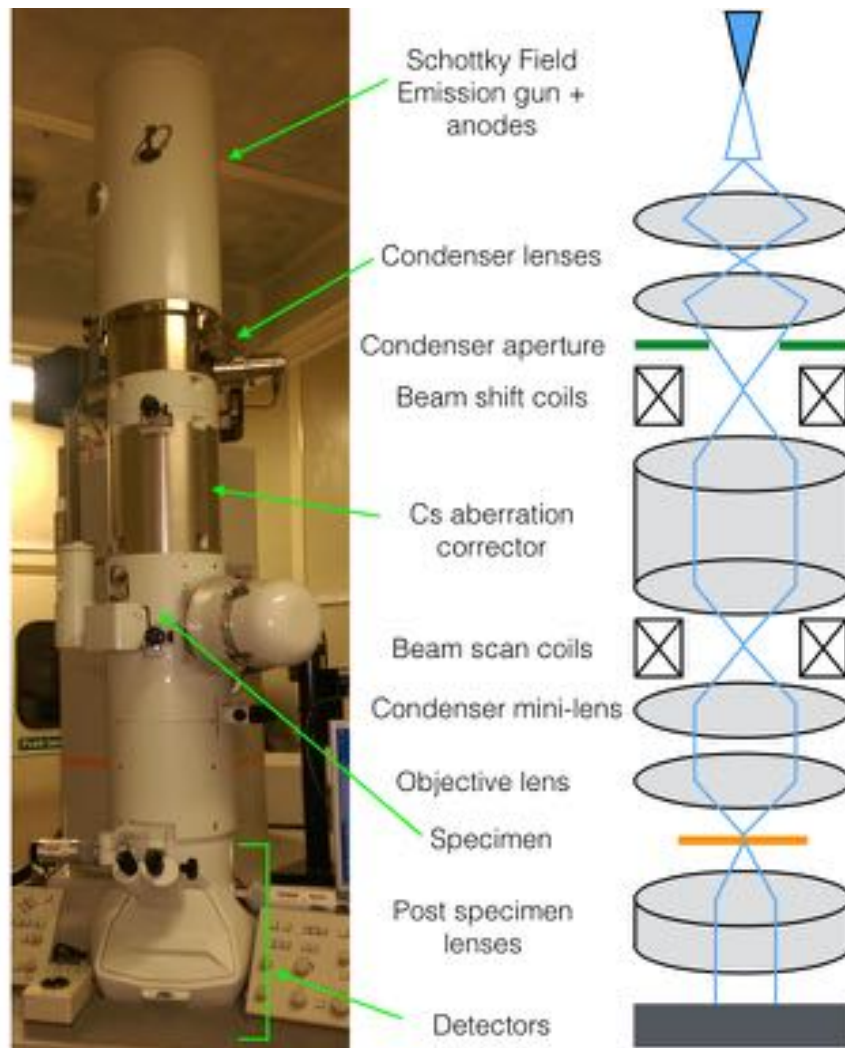 Schottky Field
Emission gun +
anodes
Condenser lenses
Condenser aperture
Beam shift coils
Cs aberration
corrector
Beam scan coils
Condenser mini-lens
Objective lens
Specimen
Post specimen
lenses
Detectors